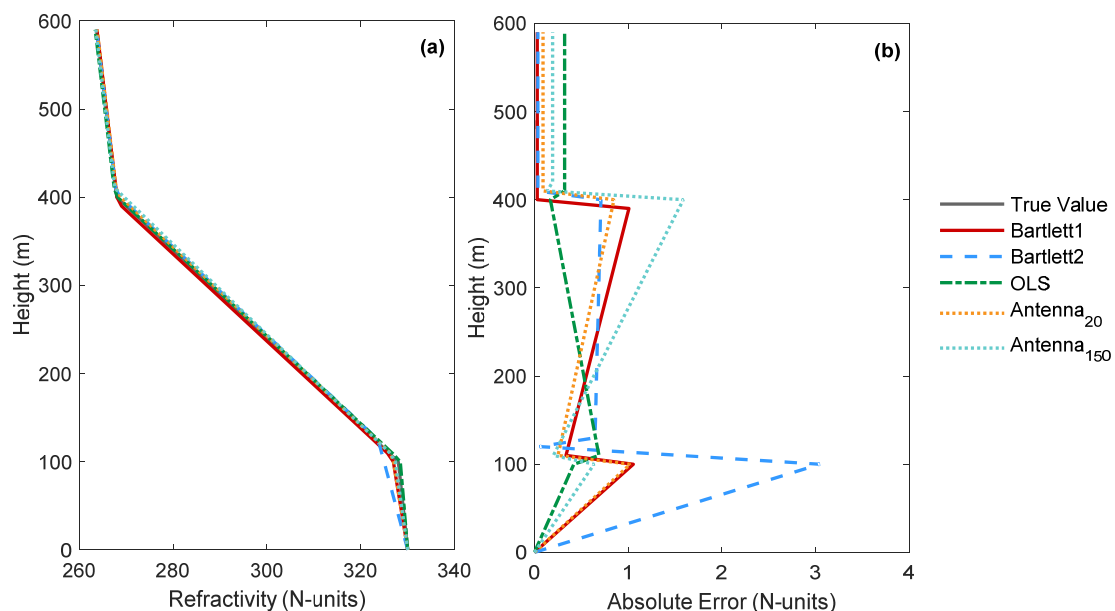 600
500
400
300
200
100
0
Height (m)
260
280
300
320
340
Refractivity (N-units)
(a)
600
500
400
300
200
100
0
Height (m)
0
1
2
3
4
Absolute Error (N-units)
(b)
True Value
Bartlett1
Bartlett2
OLS
Antenna20
Antenna150